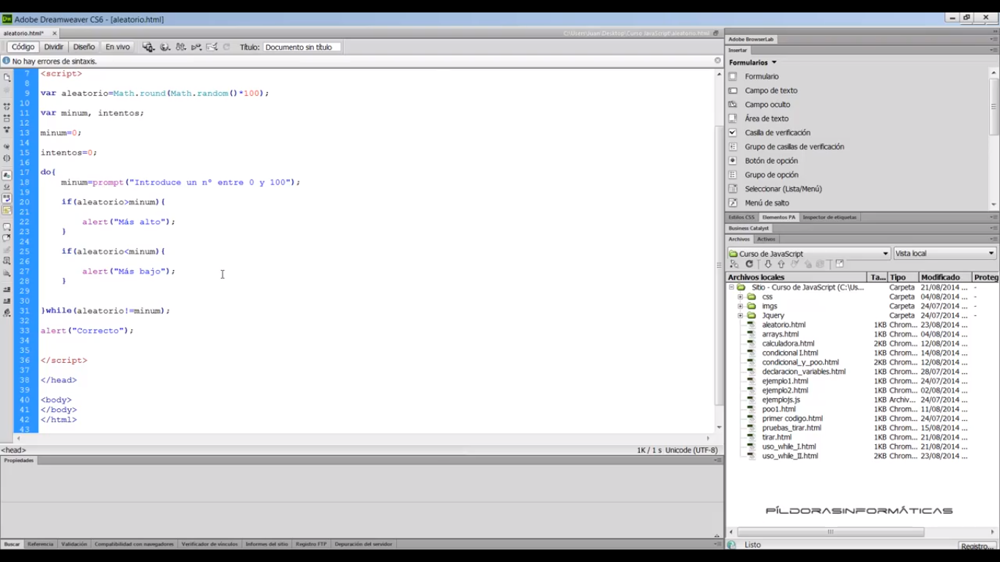 Dw Adobe Dreamweaver CS6 - [aleatorio.html]
aleatorio.html* x C:\Users\Juan\Desktop\Curso JavaScript\aleatorio.html
Código Dividir Diseño En vivo Título: Documento sin título
No hay errores de sintaxis.
7 <script>
8
9 var aleatorio=Math.round(Math.random()*100);
10
11 var minum, intentos;
12
13 minum=0;
14
15 intentos=0;
16
17 do{
18 minum=prompt("Introduce un nº entre 0 y 100");
19
20 if(aleatorio>minum){
21
22 alert("Más alto");
23 }
24
25 if(aleatorio<minum){
26
27 alert("Más bajo");
28 }
29
30
31 }while(aleatorio!=minum);
32
33 alert("Correcto");
34
35
36 </script>
37
38 </head>
39
40 <body>
41 </body>
42 </html>
43
<head> 1K / 1 s Unicode (UTF-8)
Propiedades
Buscar Referencia Validación Compatibilidad con navegadores Verificador de vínculos Informes del sitio Registro FTP Depuración del servidor
Adobe BrowserLab
Insertar
Formularios
Formulario
Campo de texto
Campo oculto
Área de texto
Casilla de verificación
Grupo de casillas de verificación
Botón de opción
Grupo de opción
Seleccionar (Lista/Menú)
Menú de salto
Estilos CSS Elementos PA Inspector de etiquetas
Business Catalyst
Archivos Activos
Curso de JavaScript Vista local
Archivos locales Ta... Tipo Modificado Proteg
Sitio - Curso de JavaScript (C:\Us... Carpeta 21/08/2014 ... -
css Carpeta 04/08/2014 ... -
imgs Carpeta 24/07/2014 ... -
Jquery Carpeta 24/07/2014 ... -
aleatorio.html 1KB Chrom... 23/08/2014 ...
arrays.html 1KB Chrom... 04/08/2014 ...
calculadora.html 2KB Chrom... 12/08/2014 ...
condicional I.html 1KB Chrom... 14/08/2014 ...
condicional_y_poo.html 2KB Chrom... 12/08/2014 ...
declaracion_variables.html 1KB Chrom... 28/07/2014 ...
ejemplo1.html 1KB Chrom... 24/07/2014 ...
ejemplo2.html 1KB Chrom... 02/08/2014 ...
ejemplojs.js 1KB Archiv... 24/07/2014 ...
poo1.html 1KB Chrom... 11/08/2014 ...
primer codigo.html 1KB Chrom... 24/07/2014 ...
pruebas_tirar.html 1KB Chrom... 15/08/2014 ...
tirar.html 1KB Chrom... 21/08/2014 ...
uso_while_I.html 1KB Chrom... 21/08/2014 ...
uso_while_II.html 2KB Chrom... 23/08/2014 ...
PÍLDORASINFORMÁTICAS
Listo Registro...